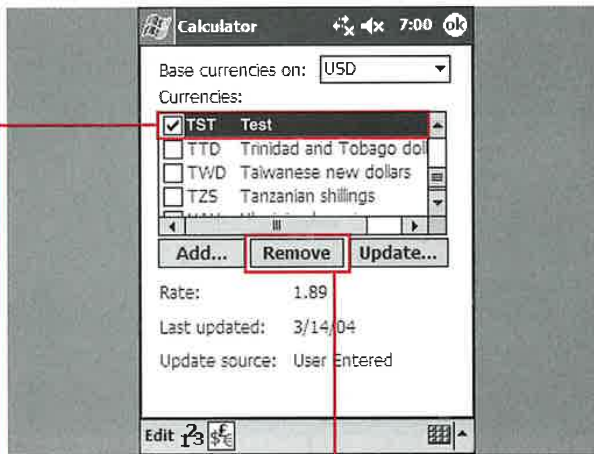 Calculator 7:00 ok
Base currencies on: USD
Currencies:
TST Test
TTD Trinidad and Tobago dol
TWD Taiwanese new dollars
TZS Tanzanian shillings
Add... Remove Update...
Rate: 1.89
Last updated: 3/14/04
Update source: User Entered
Edit